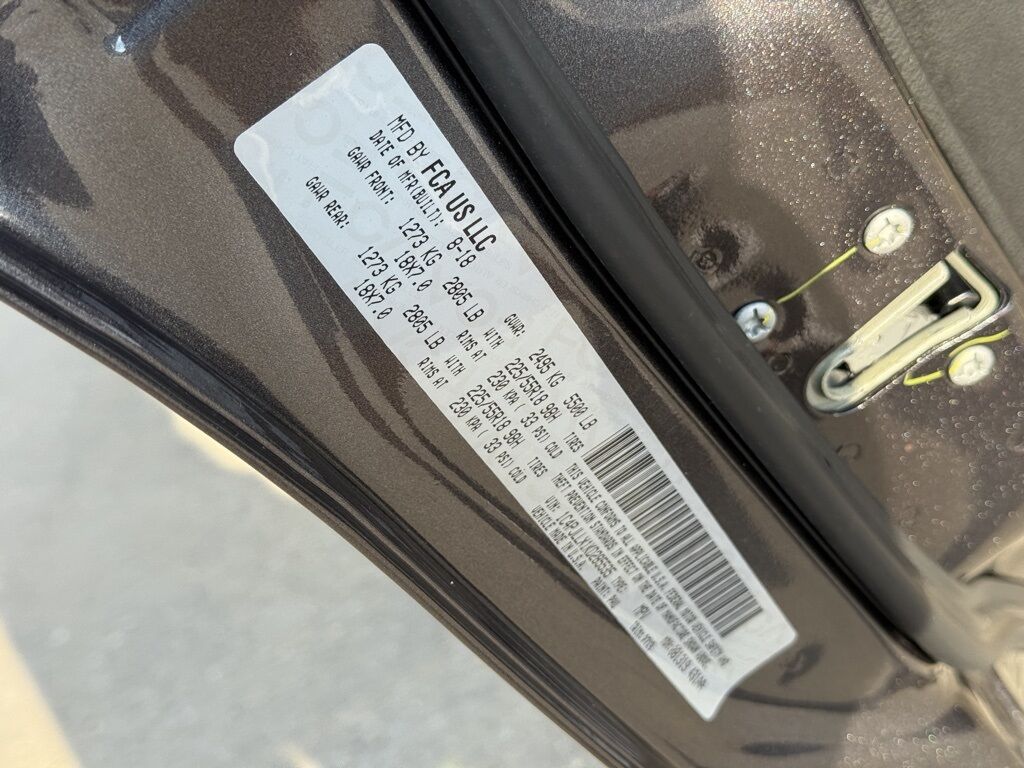 MFD BY FCA US LLC
DATE OF MFR(BUILT): 8-18 GVWR: 2495 KG 5500 LB
GAWR FRONT: 1273 KG 2805 LB WITH 225/55R18 98H TIRES
18X7.0 RIMS AT 230 KPA( 33 PSI) COLD
GAWR REAR: 1273 KG 2805 LB WITH 225/55R18 98H TIRES
18X7.0 RIMS AT 230 KPA( 33 PSI) COLD
THIS VEHICLE CONFORMS TO ALL APPLICABLE U.S.A. FEDERAL MOTOR VEHICLE SAFETY AND
THEFT PREVENTION STANDARDS IN EFFECT ON THE DATE OF MANUFACTURE SHOWN ABOVE.
VIN: TYPE: MPV
VEHICLE MADE IN U.S.A. PAINT: